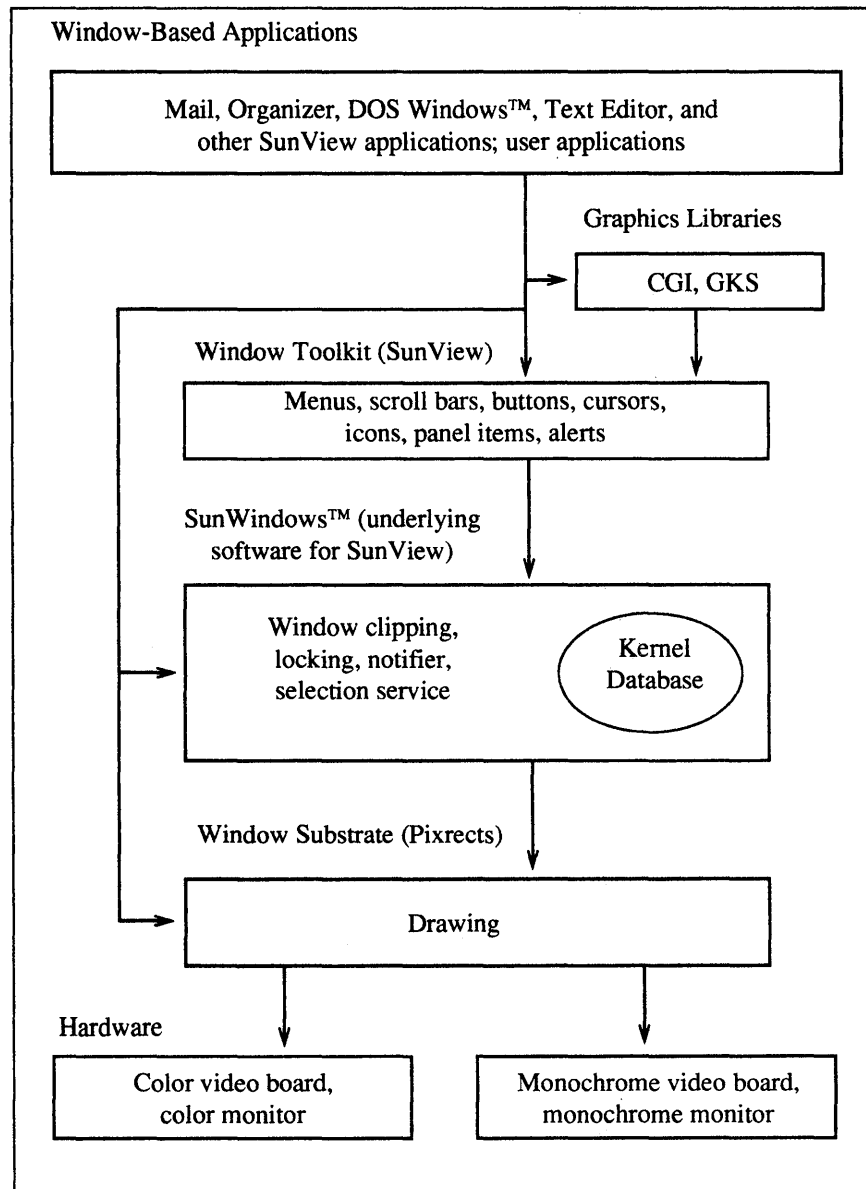 Window-Based Applications
Mail, Organizer, DOS Windows™, Text Editor, and
other SunView applications; user applications
Graphics Libraries
CGI, GKS
Window Toolkit (SunView)
Menus, scroll bars, buttons, cursors,
icons, panel items, alerts
SunWindows™ (underlying
software for SunView)
Window clipping,
locking, notifier,
selection service
Kernel
Database
Window Substrate (Pixrects)
Drawing
Hardware
Color video board,
color monitor
Monochrome video board,
monochrome monitor